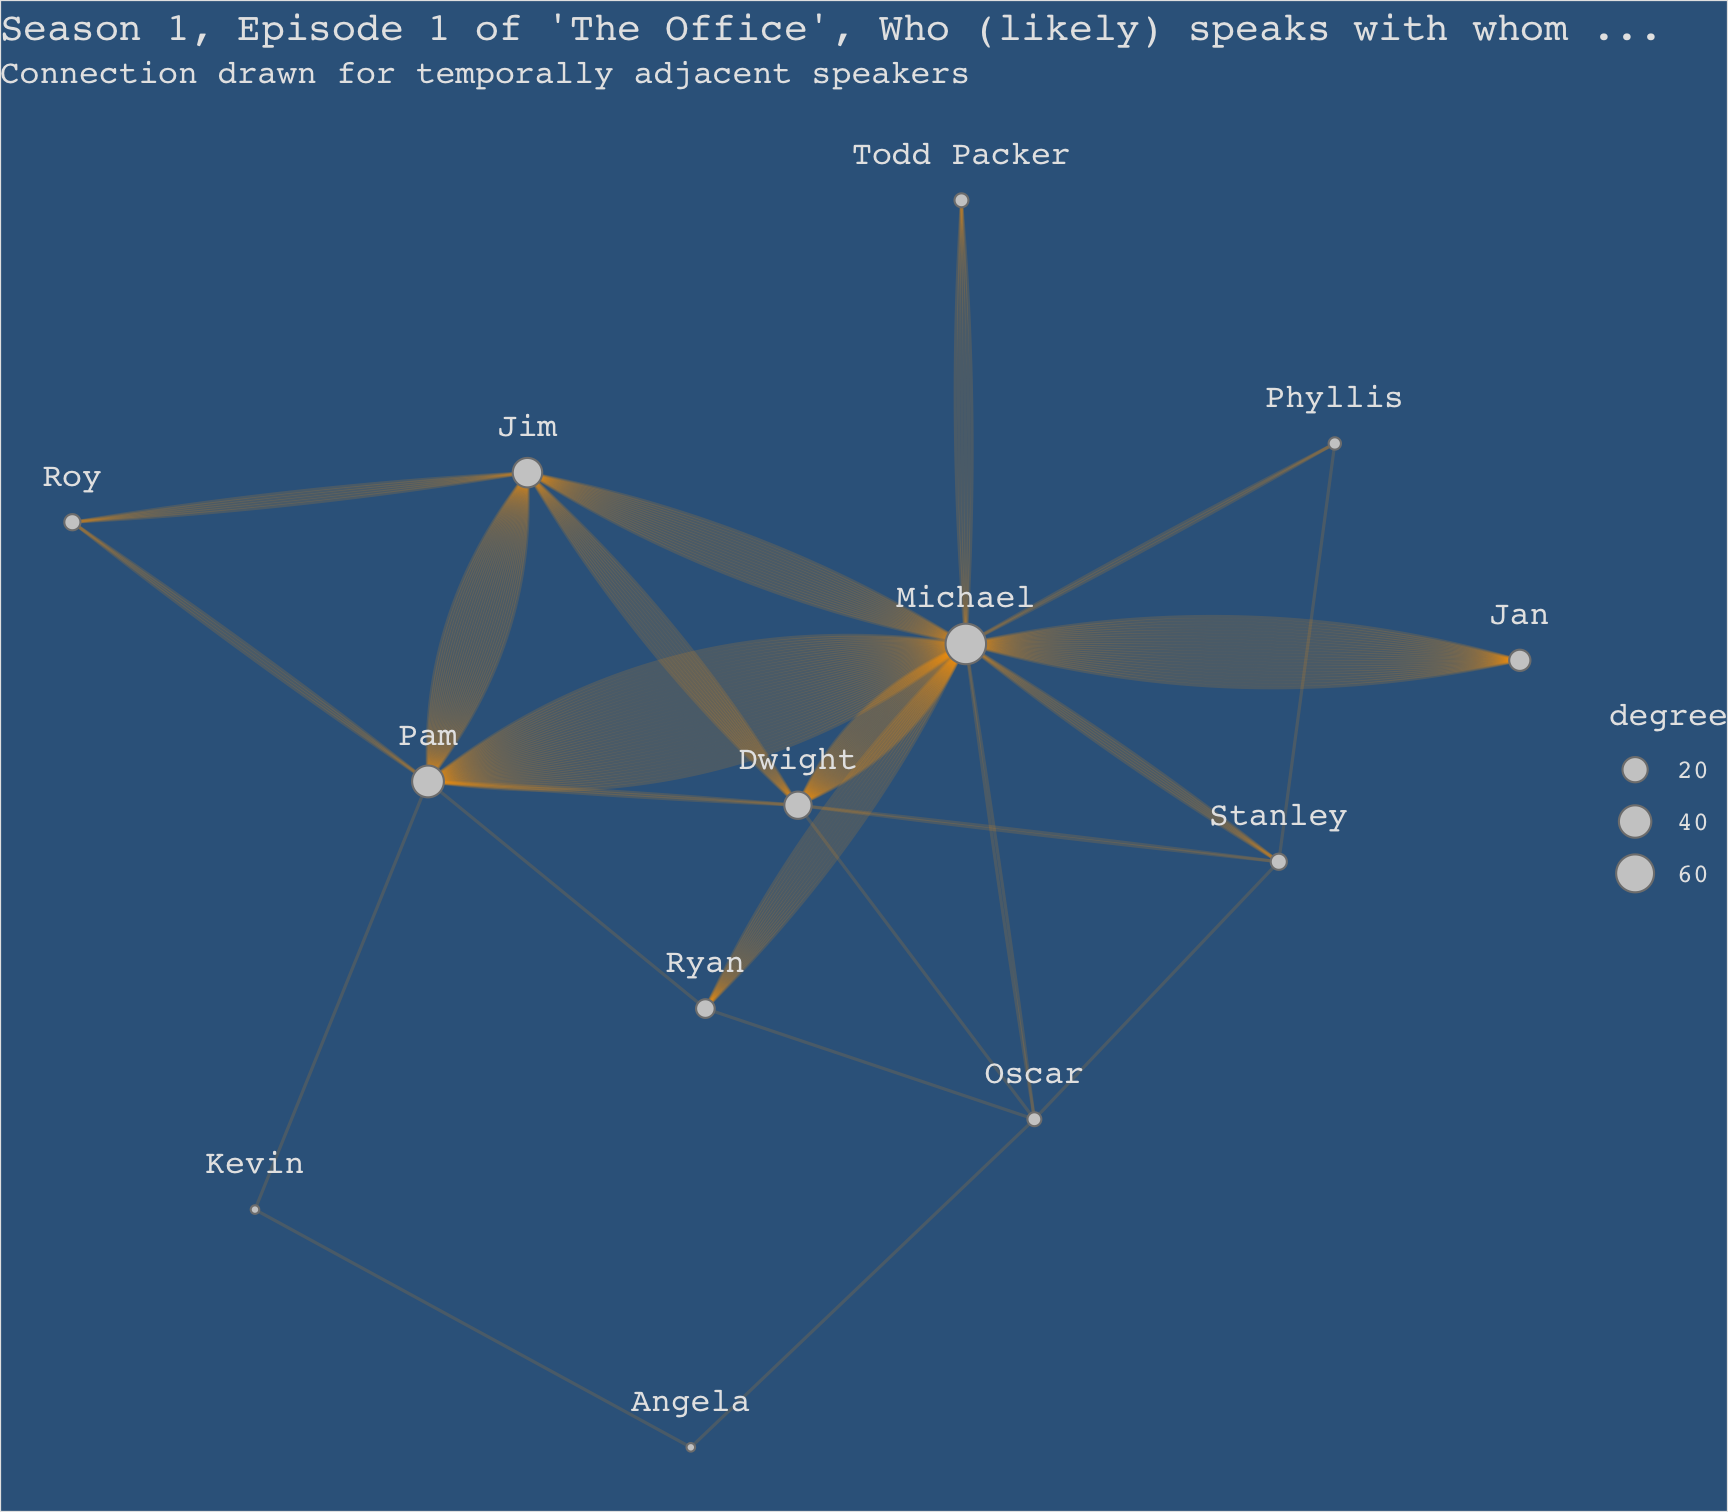 Season 1, Episode 1 of 'The Office', Who (likely) speaks with whom ...
Connection drawn for temporally adjacent speakers
Todd Packer
Phyllis
Jim
Roy
Michael
Jan
degree
Pam
Dwight
20
Stanley
40
60
Ryan
Oscar
Kevin
Angela